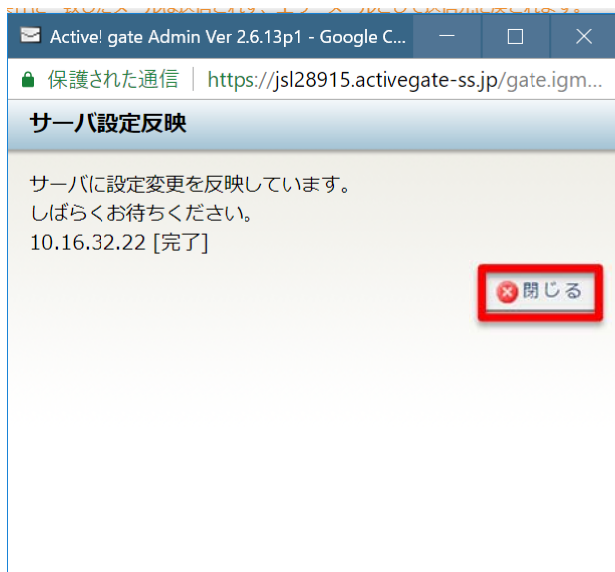 Active! gate Admin Ver 2.6.13p1 - Google C...
保護された通信 | https://jsl28915.activegate-ss.jp/gate.igm...
サーバ設定反映
サーバに設定変更を反映しています。
しばらくお待ちください。
10.16.32.22 [完了]
閉じる